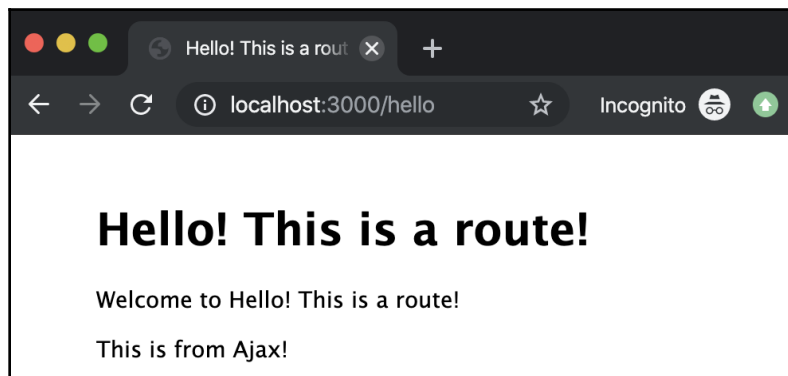 Hello! This is a rout
localhost:3000/hello
Incognito
Hello! This is a route!
Welcome to Hello! This is a route!
This is from Ajax!